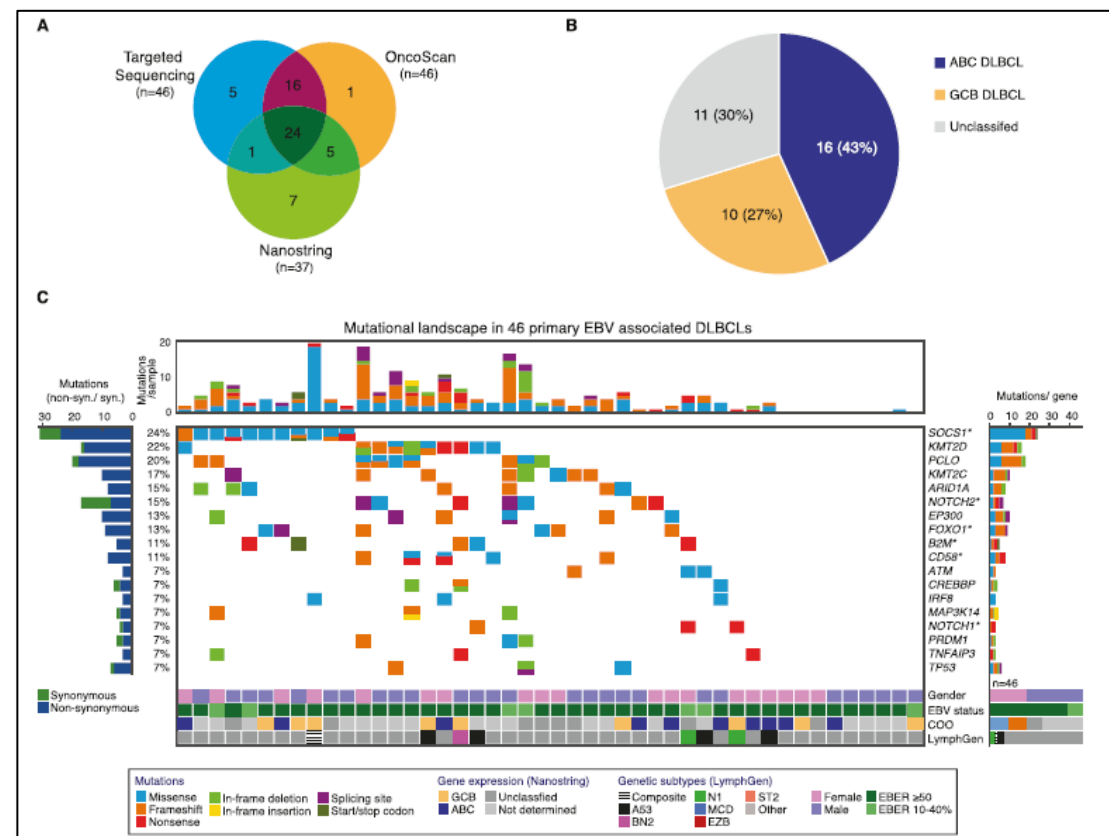 A
Targeted
Sequencing
(n=46)
OncoScan
(n=46)
5
16
1
24
1
5
7
Nanostring
(n=37)
B
11 (30%)
16 (43%)
10 (27%)
ABC DLBCL
GCB DLBCL
Unclassifed
C
Mutational landscape in 46 primary EBV associated DLBCLs
Mutations
/sample
20
10
0
Mutations
(non-syn./ syn.)
30 20 10 0
Mutations/ gene
0 10 20 30 40
24% SOCS1*
22% KMT2D
20% PCLO
17% KMT2C
15% ARID1A
15% NOTCH2*
13% EP300
13% FOXO1*
11% B2M*
11% CD58*
7% ATM
7% CREBBP
7% IRF8
7% MAP3K14
7% NOTCH1*
7% PRDM1
7% TNFAIP3
7% TP53
n=46
Synonymous
Non-synonymous
Gender
EBV status
COO
LymphGen
Mutations
Missense
Frameshift
Nonsense
In-frame deletion
In-frame insertion
Splicing site
Start/stop codon
Gene expression (Nanostring)
GCB
ABC
Unclassfied
Not determined
Genetic subtypes (LymphGen)
Composite
A53
BN2
N1
MCD
EZB
ST2
Other
Female
Male
EBER ≥50
EBER 10-40%